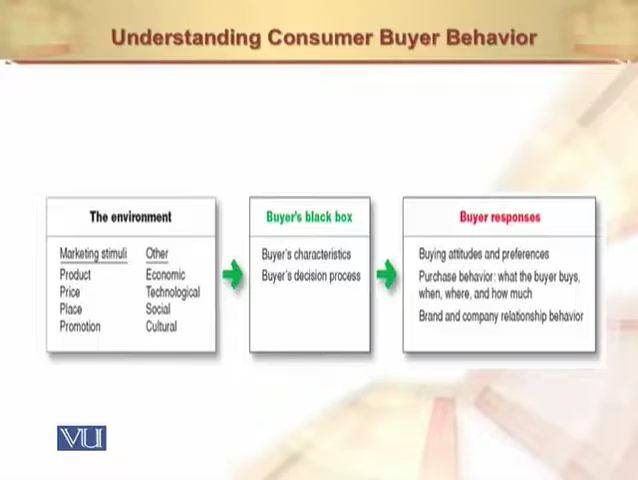 Understanding Consumer Buyer Behavior
The environment
Marketing stimuli Other
Product Economic
Price Technological
Place Social
Promotion Cultural
Buyer's black box
Buyer's characteristics
Buyer's decision process
Buyer responses
Buying attitudes and preferences
Purchase behavior: what the buyer buys,
when, where, and how much
Brand and company relationship behavior
VU